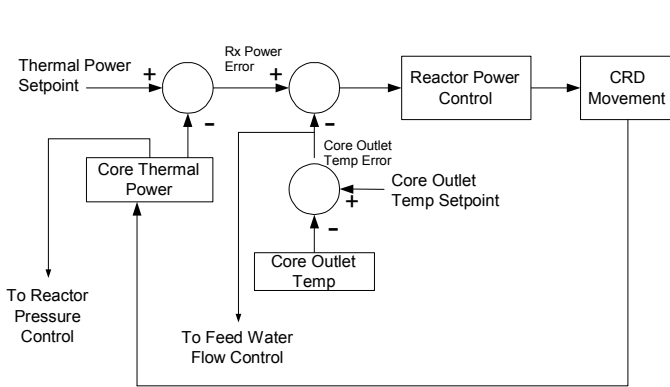 Thermal Power
Setpoint
+
-
Rx Power
Error
+
-
Reactor Power
Control
CRD
Movement
Core Thermal
Power
Core Outlet
Temp Error
Core Outlet
Temp Setpoint
+
-
Core Outlet
Temp
To Reactor
Pressure
Control
To Feed Water
Flow Control